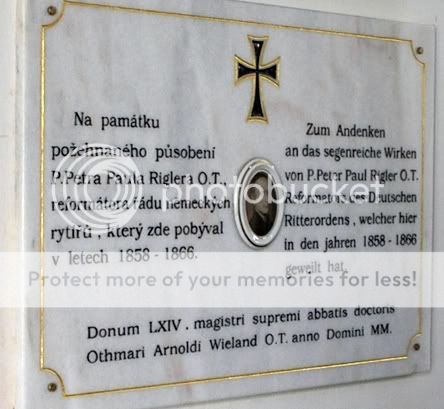 Na památku
požehnaného působení
P.Petra Paula Riglera O.T.,
reformátora řádu německých
rytířů, který zde pobýval
v letech 1858 - 1866.
Zum Andenken
an das segenreiche Wirken
von P.Peter Paul Rigler O.T.
Reformators des Deutschen
Ritterordens, welcher hier
in den jahren 1858 - 1866
geweilt hat.
Donum LXIV. magistri supremi abbatis doctoris
Othmari Arnoldi Wieland O.T. anno Domini MM.
photobucket
Protect more of your memories for less!